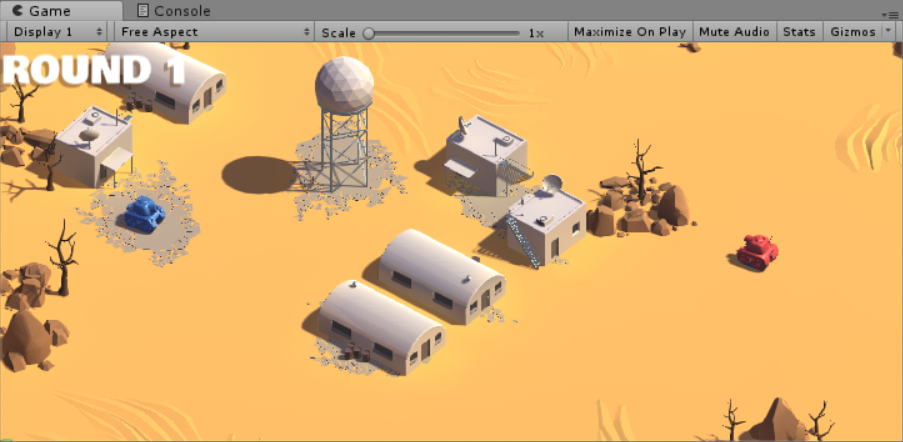 Game Console
Display 1 Free Aspect Scale 1x Maximize On Play Mute Audio Stats Gizmos
ROUND 1